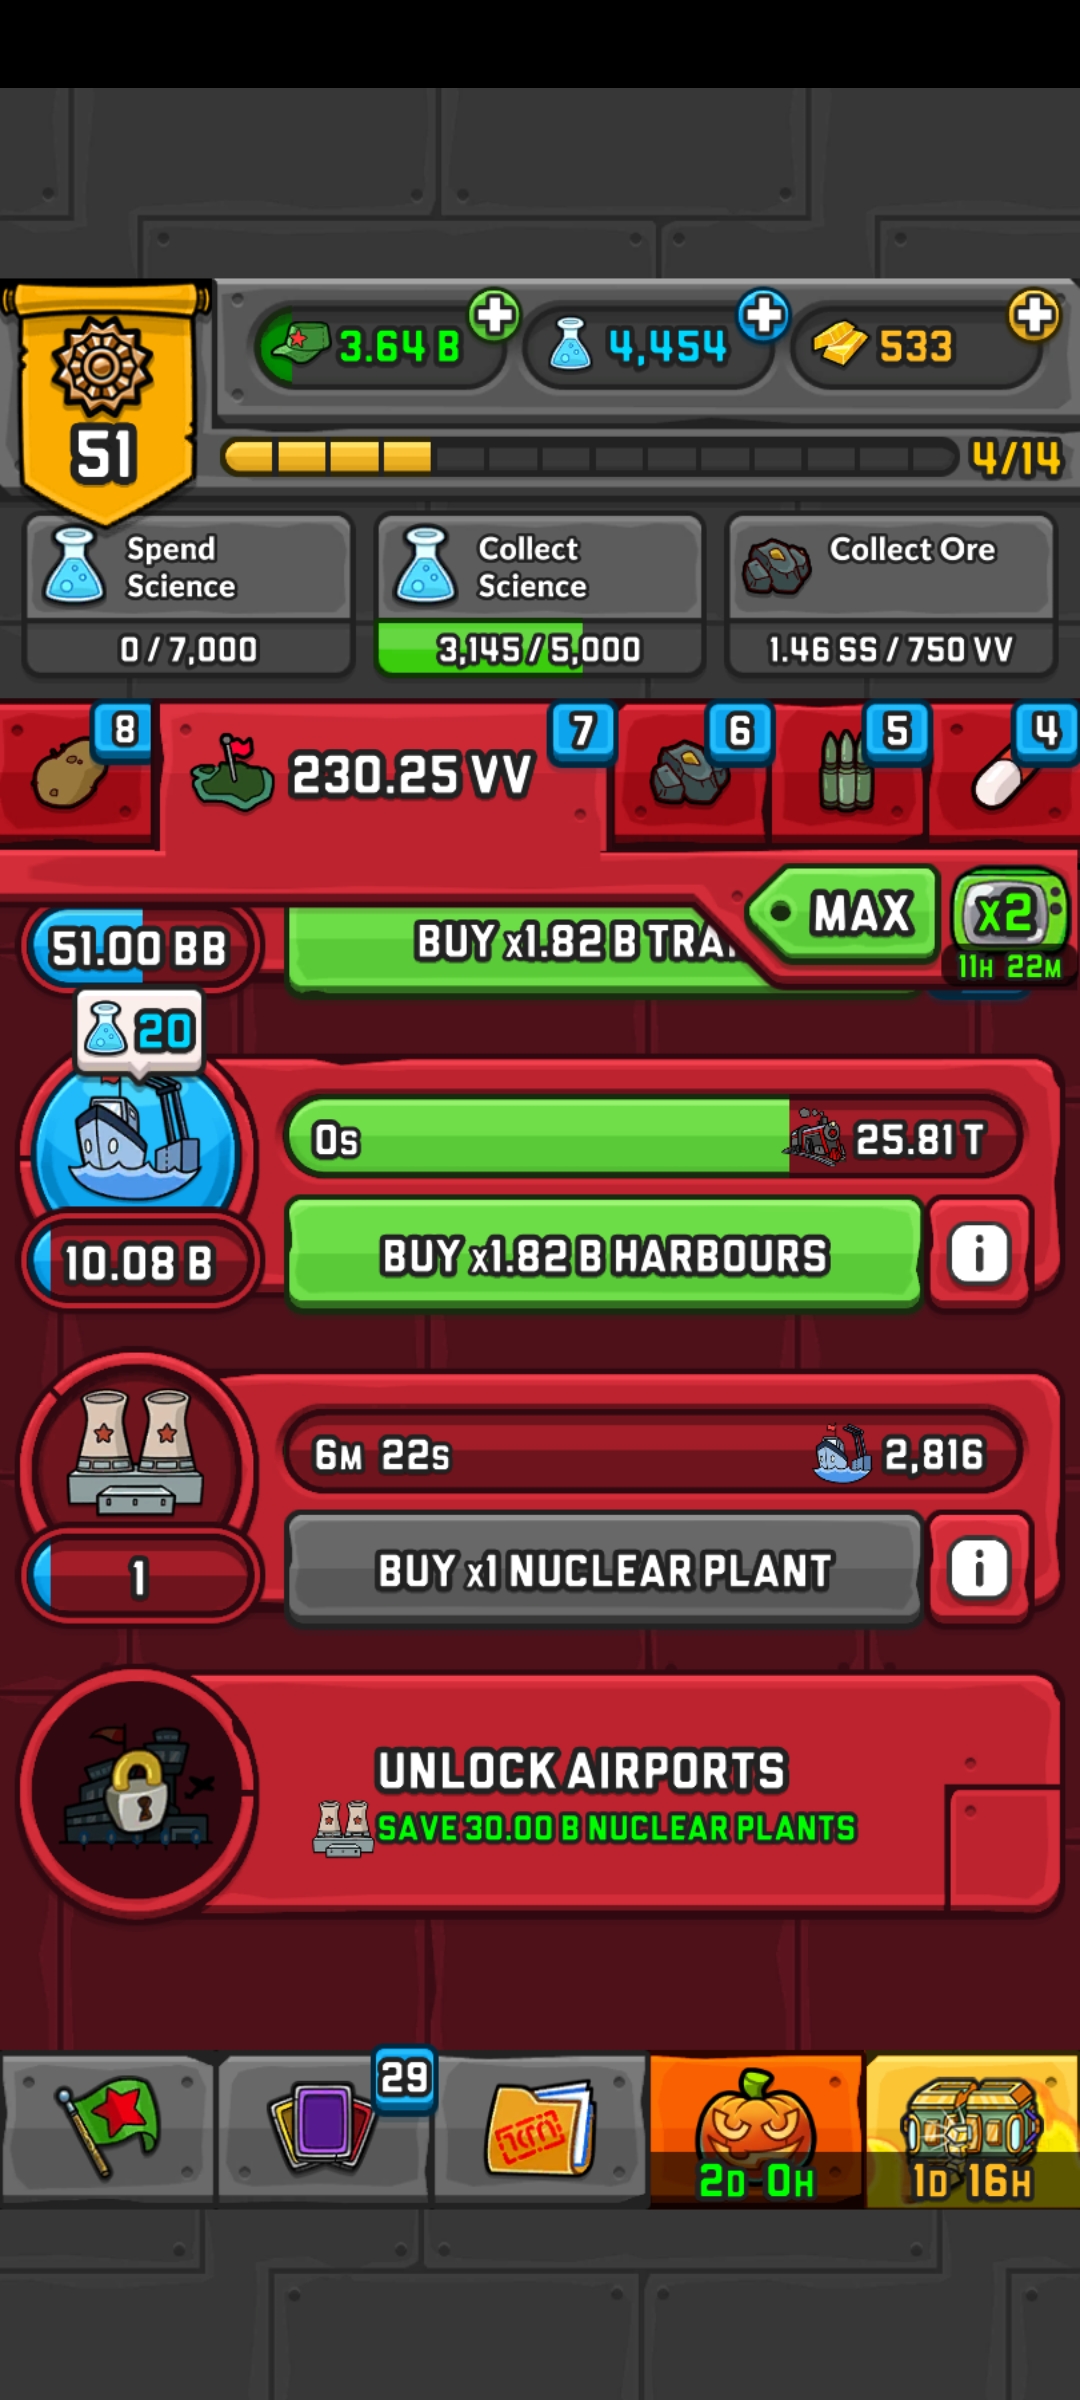 3.64 B
4,454
533
51
4/14
Spend
Science
0 / 7,000
Collect
Science
3,145 / 5,000
Collect Ore
1.46 SS / 750 VV
8
230.25 VV
7
6
5
4
MAX
x2
11H 22M
51.00 BB
BUY x1.82 B
20
0s
25.81 T
10.08 B
BUY x1.82 B HARBOURS
i
6M 22s
2,816
1
BUY x1 NUCLEAR PLANT
i
UNLOCK AIRPORTS
SAVE 30.00 B NUCLEAR PLANTS
29
2D 0H
1D 16H